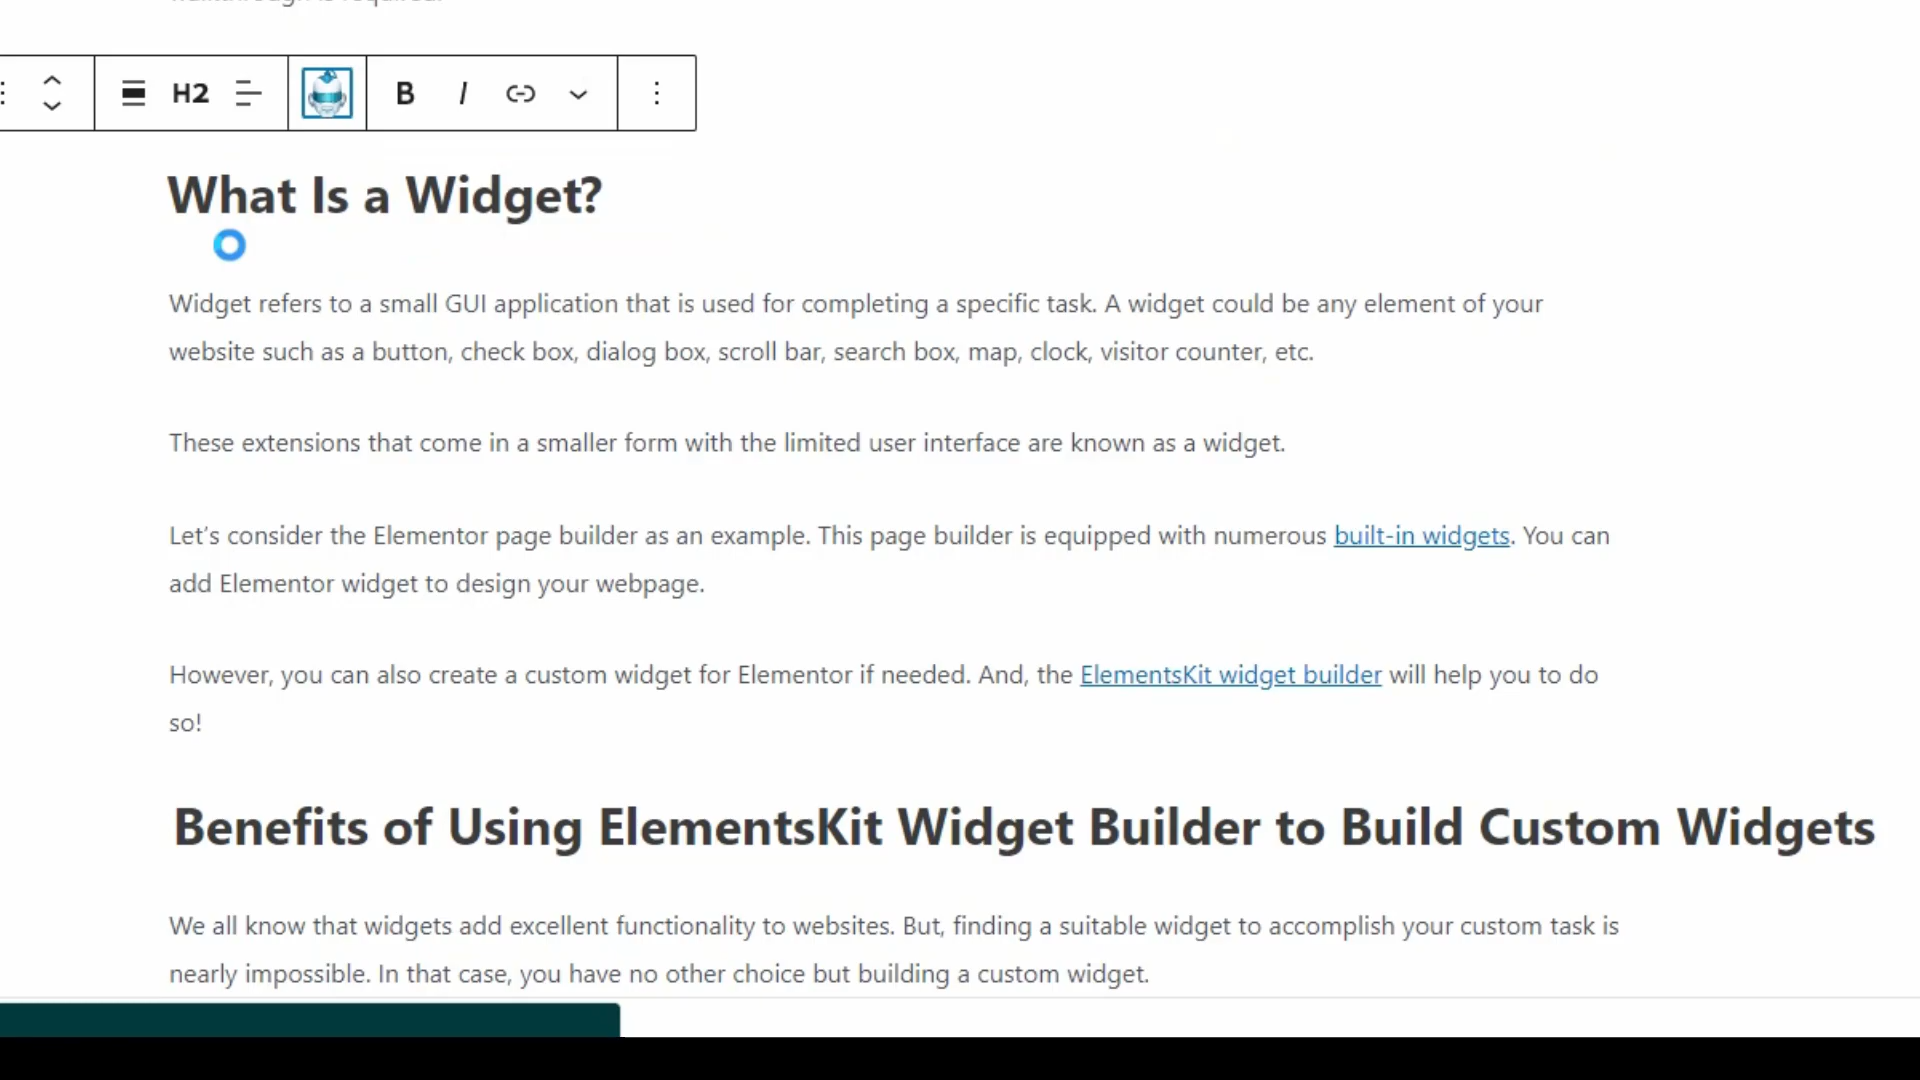 H2
B I
What Is a Widget?
Widget refers to a small GUI application that is used for completing a specific task. A widget could be any element of your
website such as a button, check box, dialog box, scroll bar, search box, map, clock, visitor counter, etc.
These extensions that come in a smaller form with the limited user interface are known as a widget.
Let’s consider the Elementor page builder as an example. This page builder is equipped with numerous built-in widgets. You can
add Elementor widget to design your webpage.
However, you can also create a custom widget for Elementor if needed. And, the ElementsKit widget builder will help you to do
so!
Benefits of Using ElementsKit Widget Builder to Build Custom Widgets
We all know that widgets add excellent functionality to websites. But, finding a suitable widget to accomplish your custom task is
nearly impossible. In that case, you have no other choice but building a custom widget.